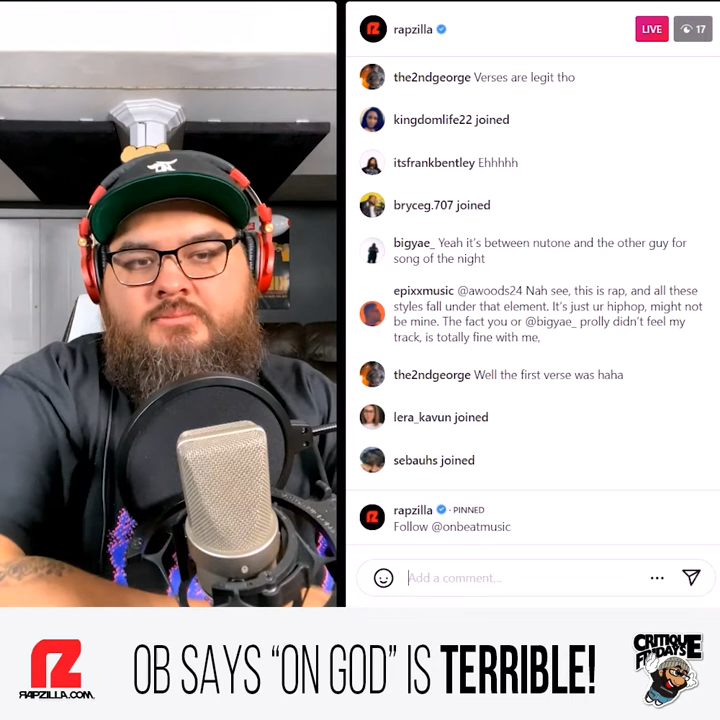 rapzilla
LIVE
17
the2ndgeorge Verses are legit tho
kingdomlife22 joined
itsfrankbentley Ehhhhh
bryceg.707 joined
bigyae_ Yeah it's between nutone and the other guy for
song of the night
epixxmusic @awoods24 Nah see, this is rap, and all these
styles fall under that element. It's just ur hiphop, might not
be mine. The fact you or @bigyae_ prolly didn't feel my
track, is totally fine with me,
the2ndgeorge Well the first verse was haha
lera_kavun joined
sebauhs joined
rapzilla · PINNED
Follow @onbeatmusic
Add a comment...
RAPZILLA.COM
OB SAYS “ON GOD” IS TERRIBLE!
CRITIQUE
FRIDAYS